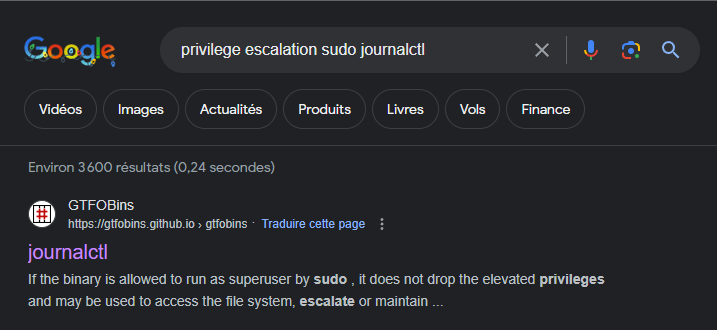 Google
privilege escalation sudo journalctl
Vidéos Images Actualités Produits Livres Vols Finance
Environ 3 600 résultats (0,24 secondes)
GTFOBins
https://gtfobins.github.io › gtfobins · Traduire cette page
journalctl
If the binary is allowed to run as superuser by sudo , it does not drop the elevated privileges
and may be used to access the file system, escalate or maintain ...